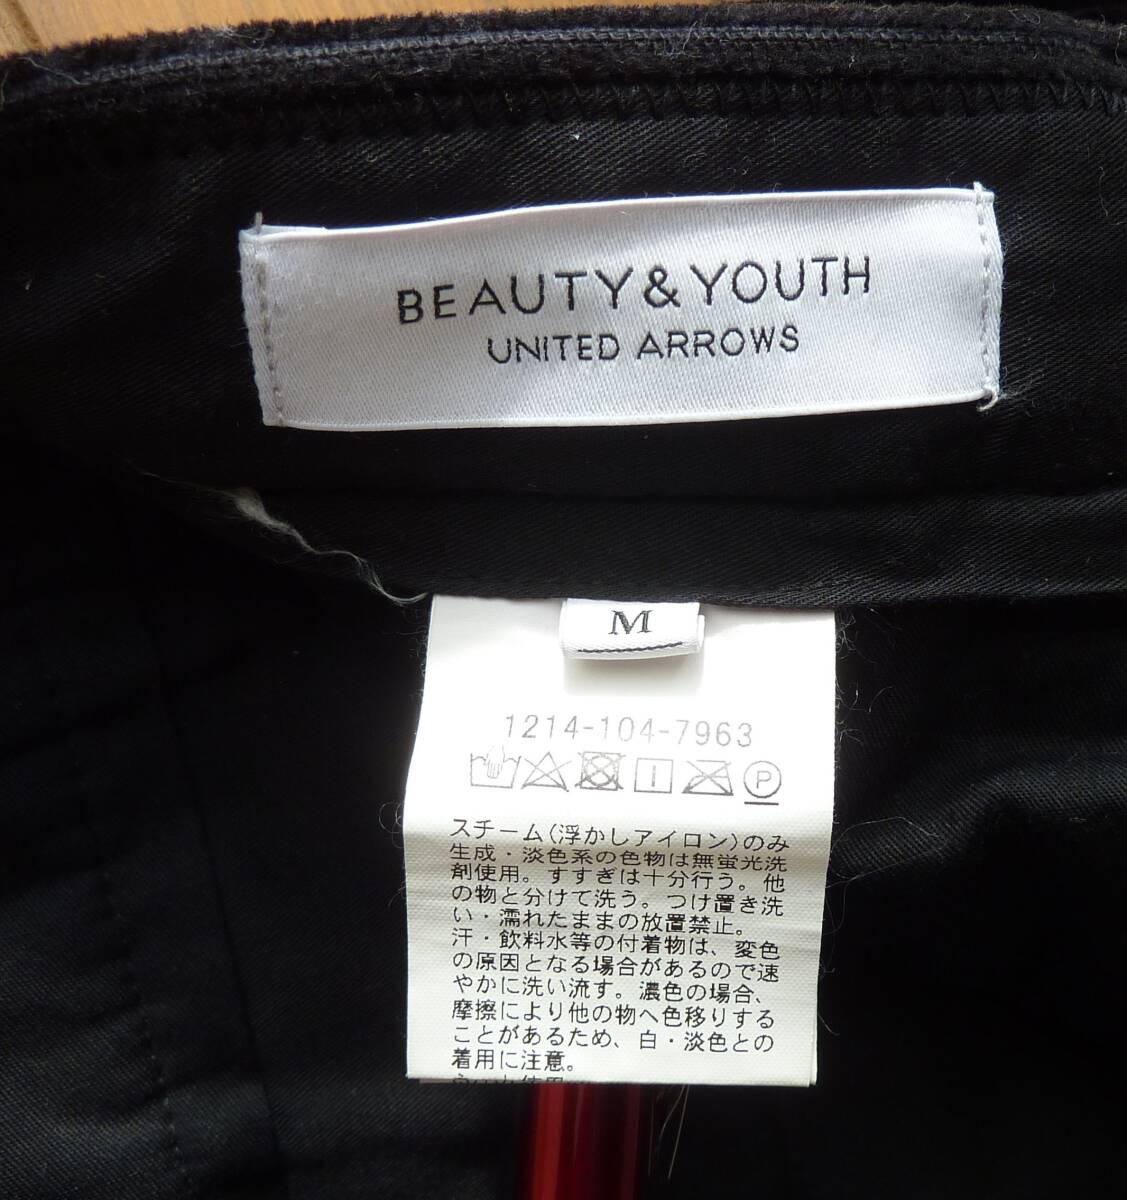 BEAUTY&YOUTH
UNITED ARROWS
M
1214-104-7963
P
スチーム(浮かしアイロン)のみ
生成・淡色系の色物は無蛍光洗
剤使用。すすぎは十分行う。他
の物と分けて洗う。つけ置き洗
い・濡れたままの放置禁止。
汗・飲料水等の付着物は、変色
の原因となる場合があるので速
やかに洗い流す。濃色の場合、
摩擦により他の物へ色移りする
ことがあるため、白・淡色との
着用に注意。